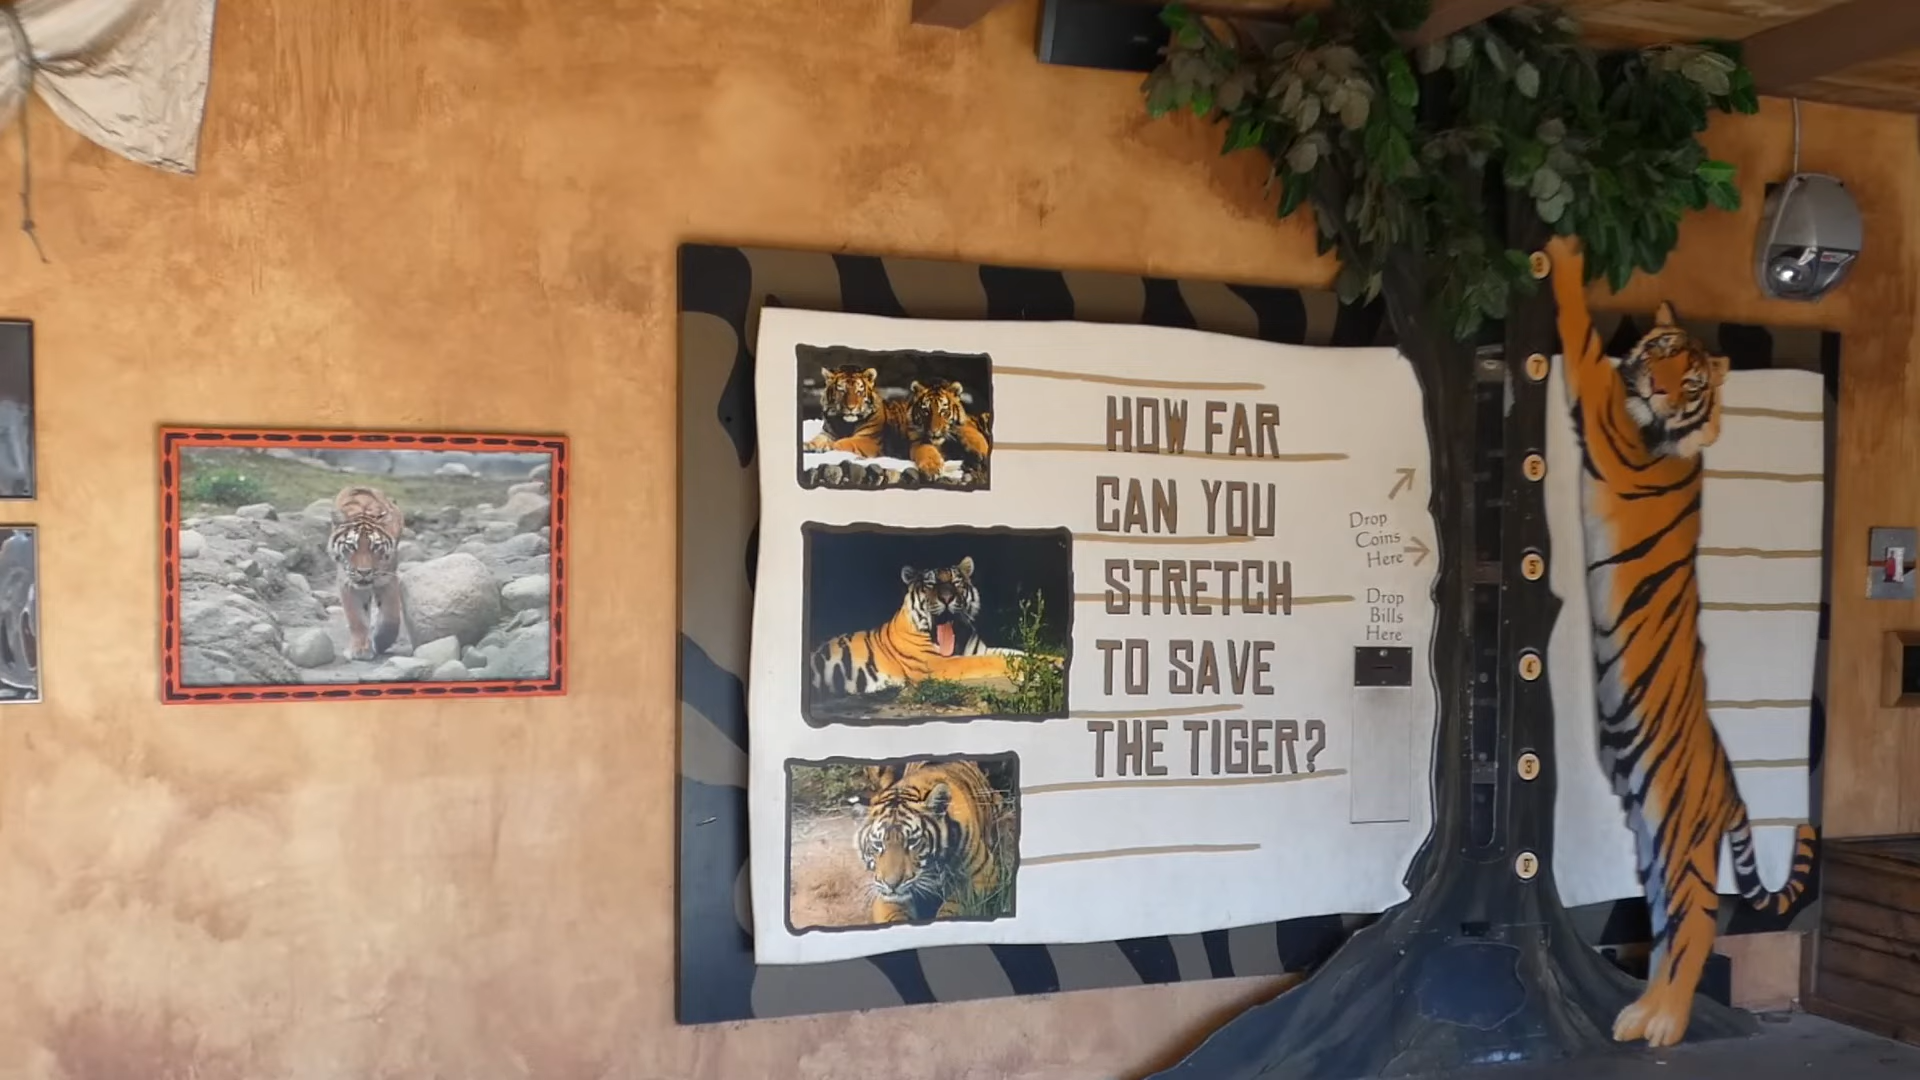 HOW FAR
CAN YOU
STRETCH
TO SAVE
THE TIGER?
Drop
Coins
Here
Drop
Bills
Here
8'
7'
6'
5'
4'
3'
2'